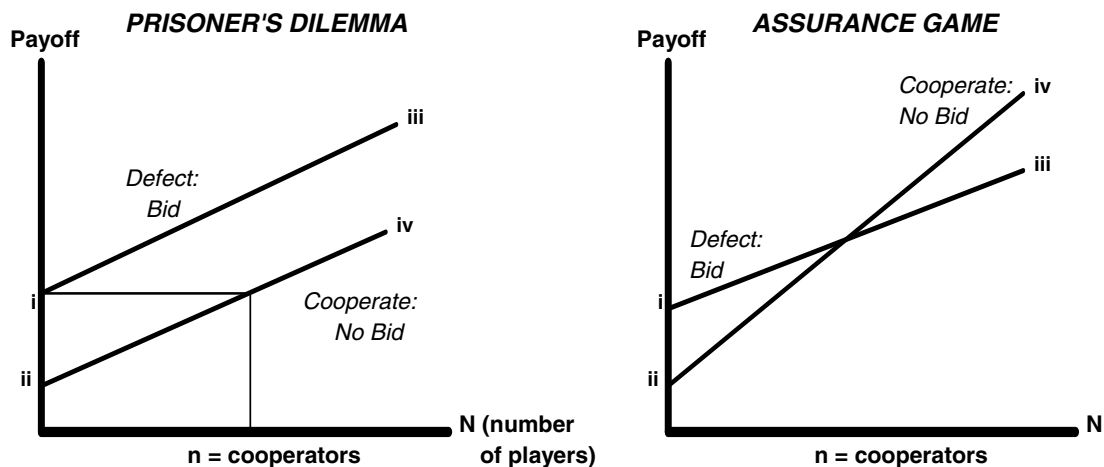 PRISONER'S DILEMMA
Payoff
iii
Defect:
Bid
iv
i
Cooperate:
No Bid
ii
N (number
of players)
n = cooperators
ASSURANCE GAME
Payoff
Cooperate:
No Bid
iv
iii
Defect:
Bid
i
ii
N
n = cooperators